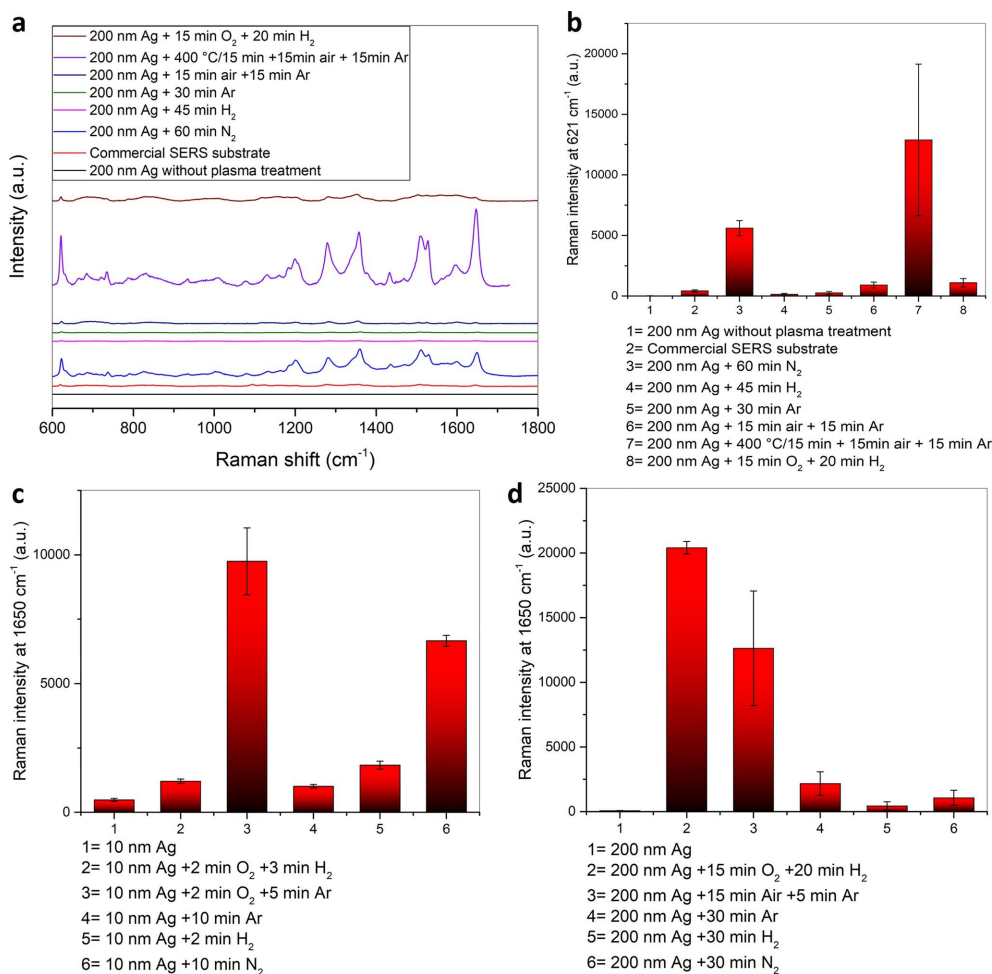 a
200 nm Ag + 15 min O₂ + 20 min H₂
200 nm Ag + 400 °C/15 min +15min air + 15min Ar
200 nm Ag + 15 min air +15 min Ar
200 nm Ag + 30 min Ar
200 nm Ag + 45 min H₂
200 nm Ag + 60 min N₂
Commercial SERS substrate
200 nm Ag without plasma treatment
Intensity (a.u.)
600 800 1000 1200 1400 1600 1800
Raman shift (cm⁻¹)
b
Raman intensity at 621 cm⁻¹ (a.u.)
20000
15000
10000
5000
0
1 2 3 4 5 6 7 8
1= 200 nm Ag without plasma treatment
2= Commercial SERS substrate
3= 200 nm Ag + 60 min N₂
4= 200 nm Ag + 45 min H₂
5= 200 nm Ag + 30 min Ar
6= 200 nm Ag + 15 min air + 15 min Ar
7= 200 nm Ag + 400 °C/15 min + 15min air + 15 min Ar
8= 200 nm Ag + 15 min O₂ + 20 min H₂
c
Raman intensity at 1650 cm⁻¹ (a.u.)
10000
5000
0
1 2 3 4 5 6
1= 10 nm Ag
2= 10 nm Ag +2 min O₂ +3 min H₂
3= 10 nm Ag +2 min O₂ +5 min Ar
4= 10 nm Ag +10 min Ar
5= 10 nm Ag +2 min H₂
6= 10 nm Ag +10 min N₂
d
Raman intensity at 1650 cm⁻¹ (a.u.)
25000
20000
15000
10000
5000
0
1 2 3 4 5 6
1= 200 nm Ag
2= 200 nm Ag +15 min O₂ +20 min H₂
3= 200 nm Ag +15 min Air +5 min Ar
4= 200 nm Ag +30 min Ar
5= 200 nm Ag +30 min H₂
6= 200 nm Ag +30 min N₂